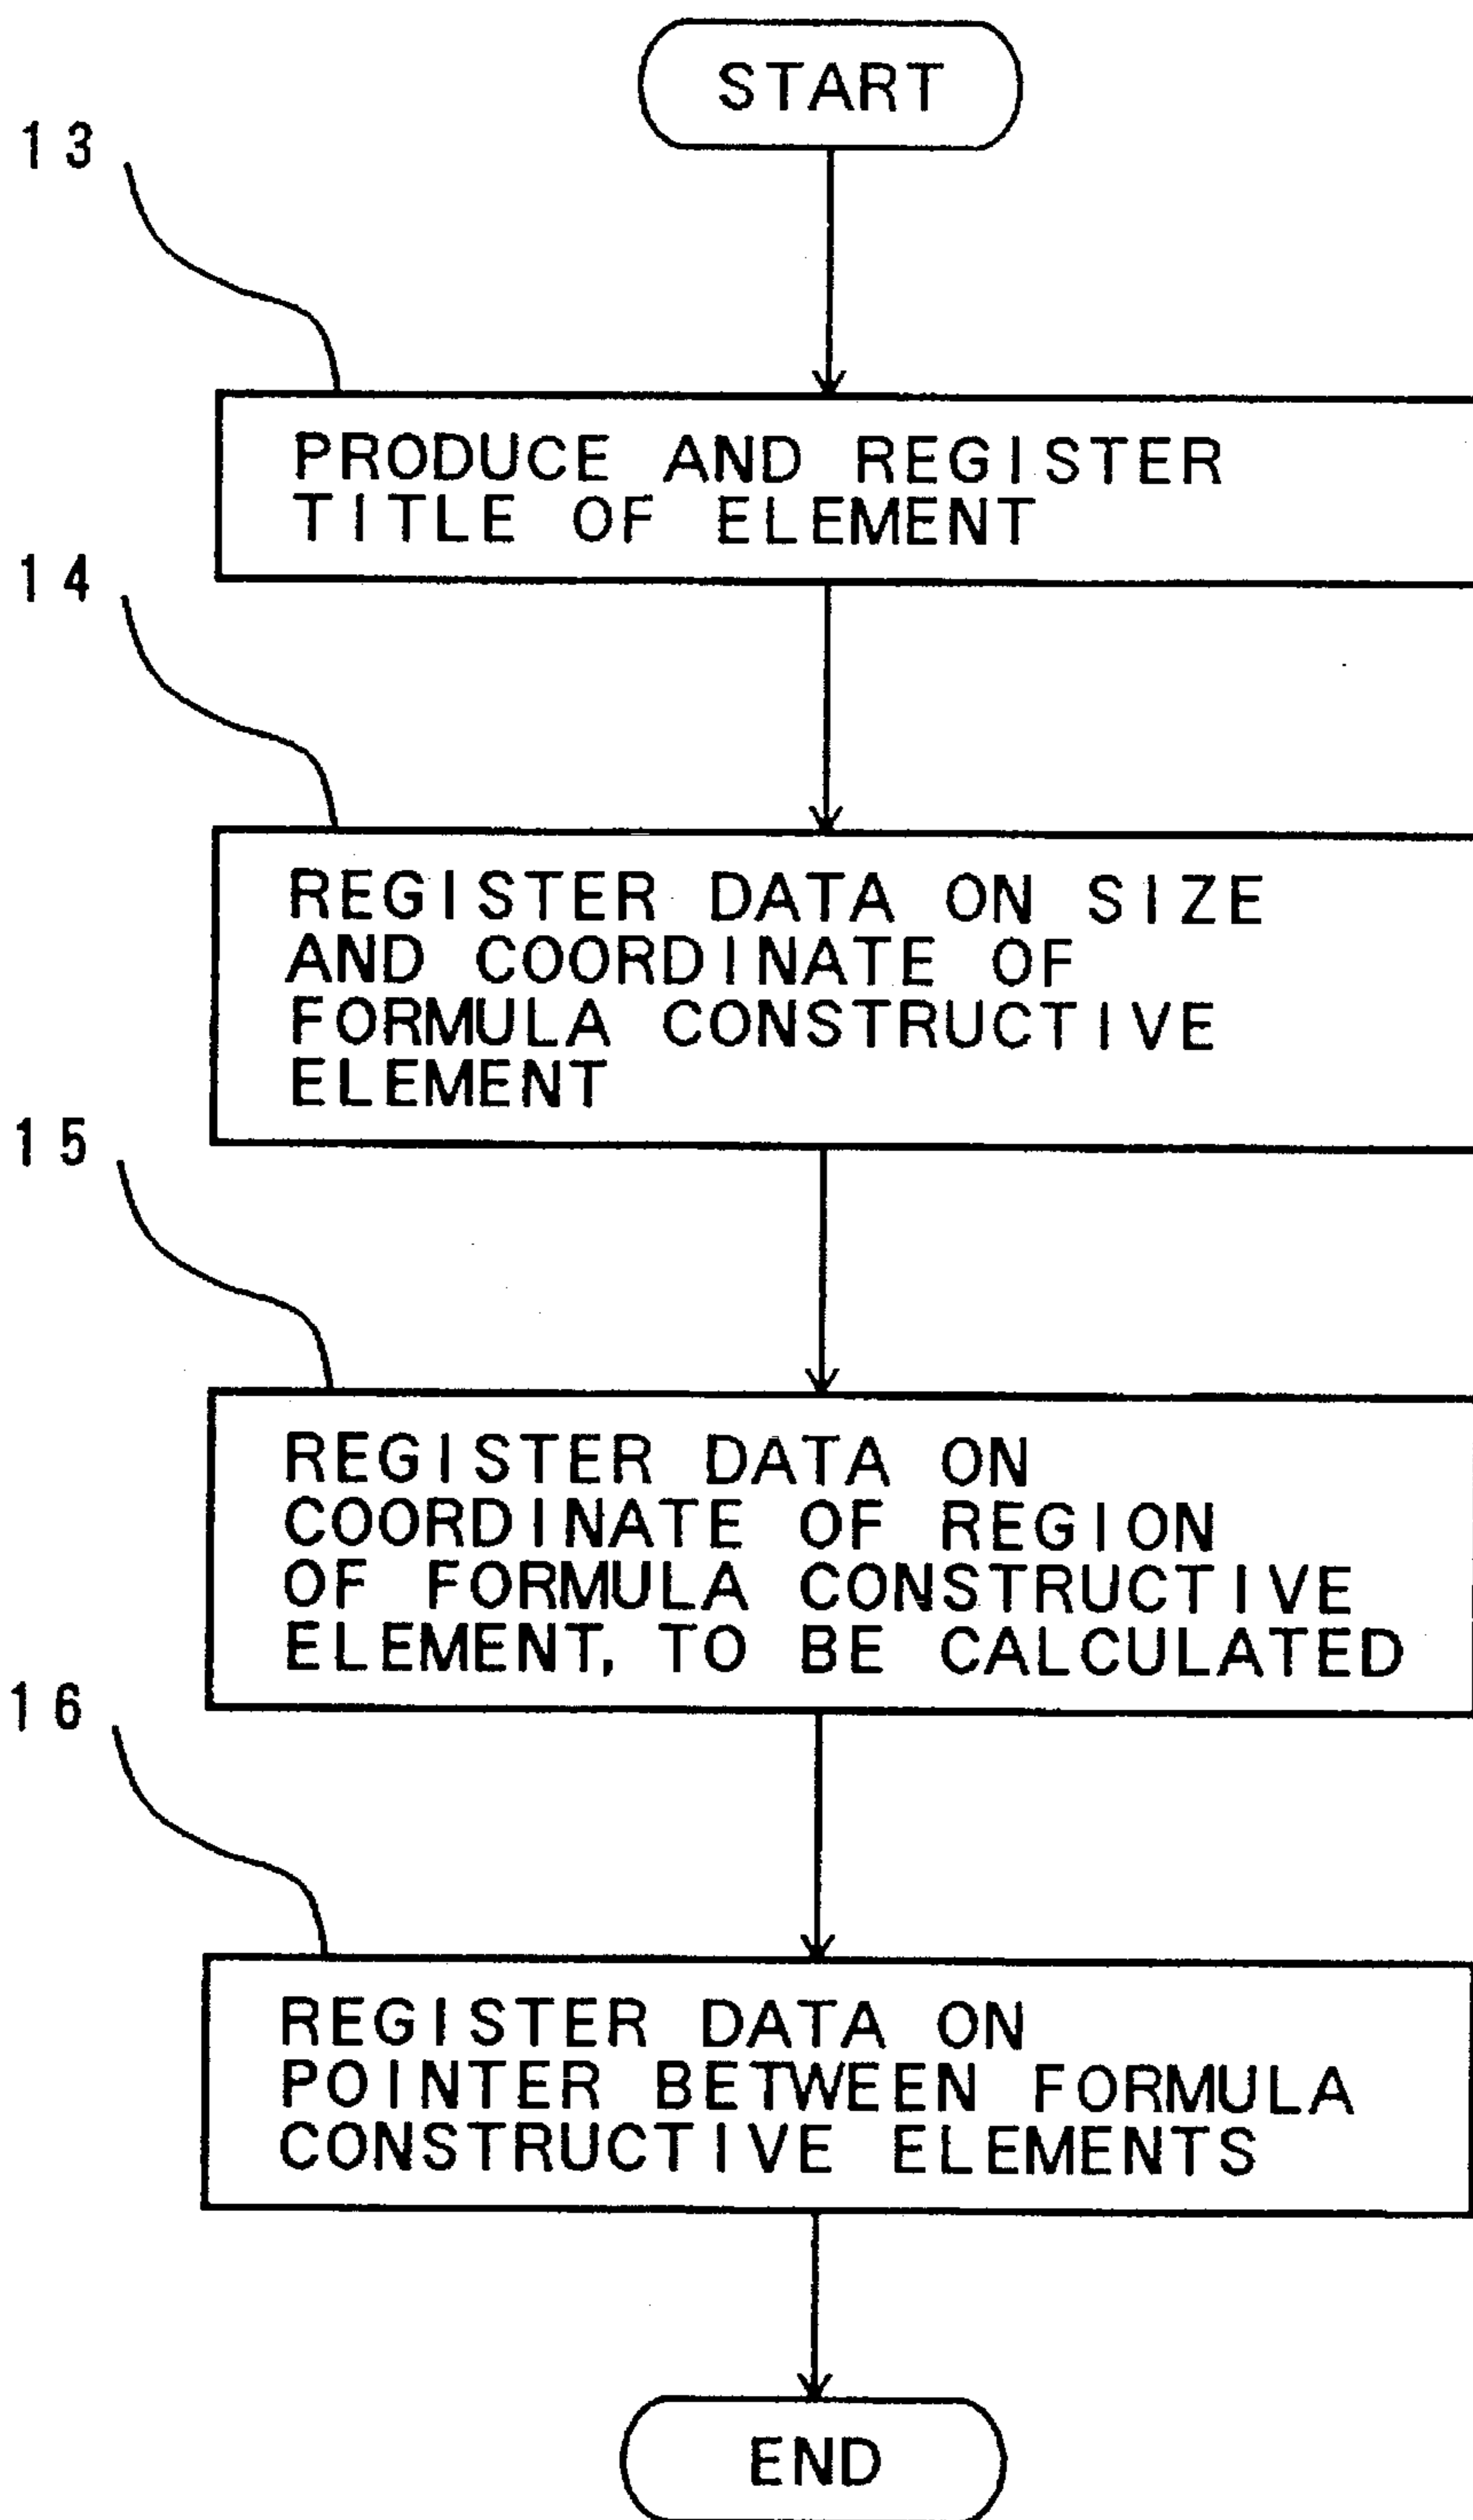 START
13
PRODUCE AND REGISTER
TITLE OF ELEMENT
14
REGISTER DATA ON SIZE
AND COORDINATE OF
FORMULA CONSTRUCTIVE
ELEMENT
15
REGISTER DATA ON
COORDINATE OF REGION
OF FORMULA CONSTRUCTIVE
ELEMENT, TO BE CALCULATED
16
REGISTER DATA ON
POINTER BETWEEN FORMULA
CONSTRUCTIVE ELEMENTS
END